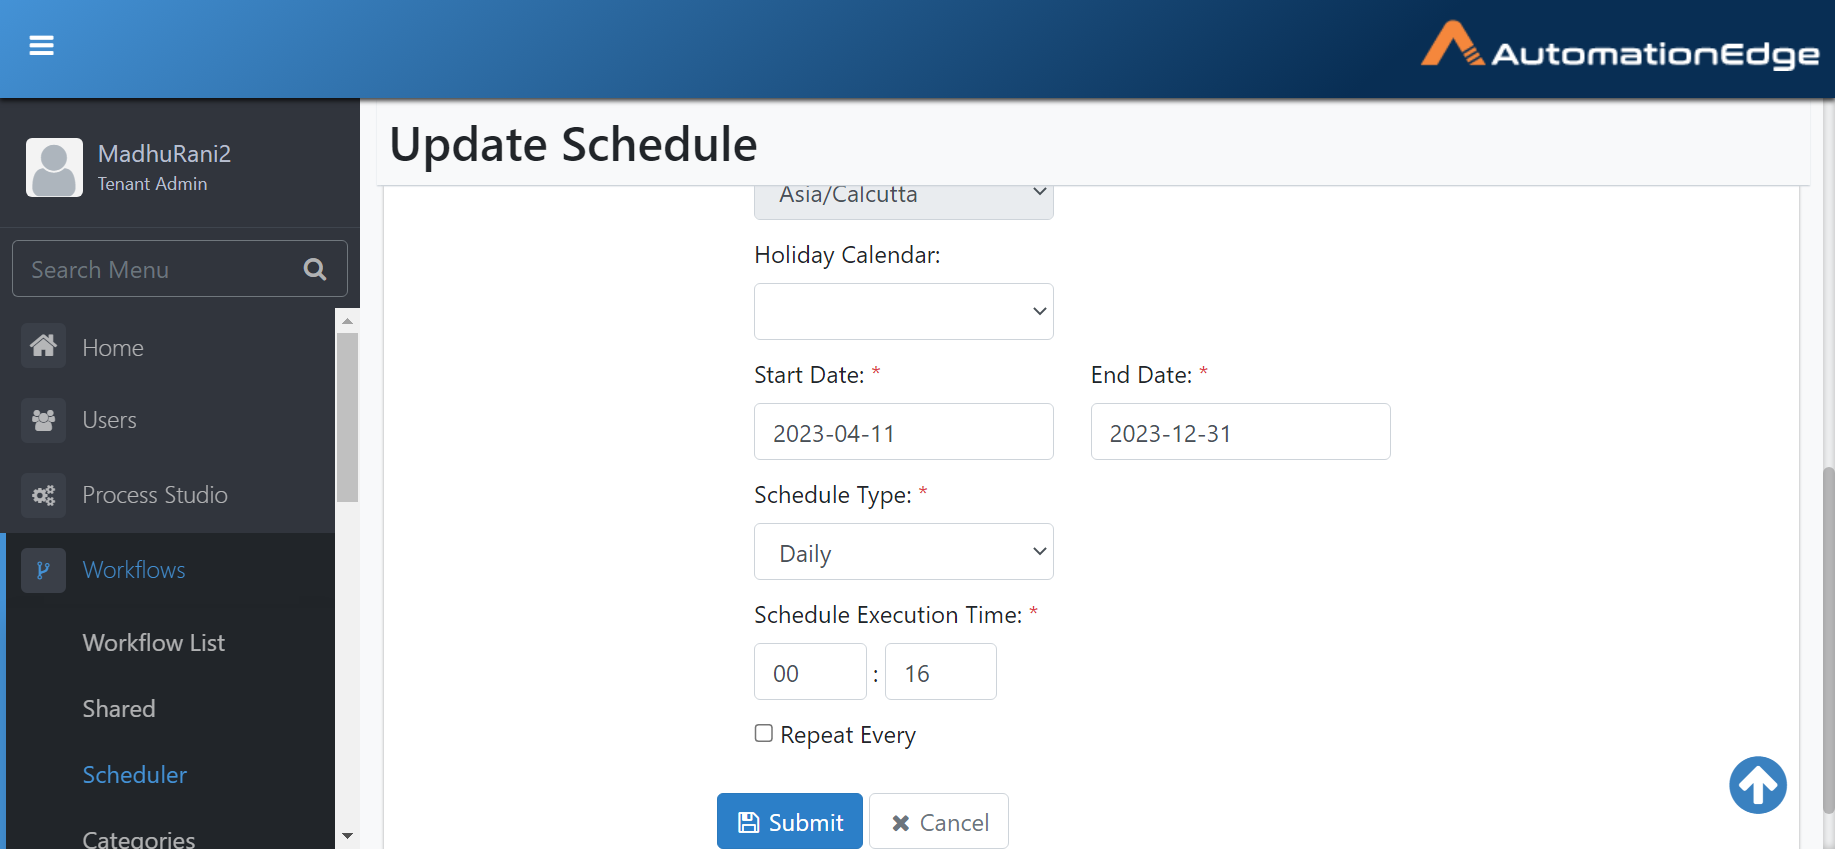 AutomationEdge
MadhuRani2
Tenant Admin
Search Menu
Home
Users
Process Studio
Workflows
Workflow List
Shared
Scheduler
Categories
Update Schedule
Asia/Calcutta
Holiday Calendar:
Start Date: * End Date: *
2023-04-11 2023-12-31
Schedule Type: *
Daily
Schedule Execution Time: *
00 : 16
Repeat Every
Submit Cancel